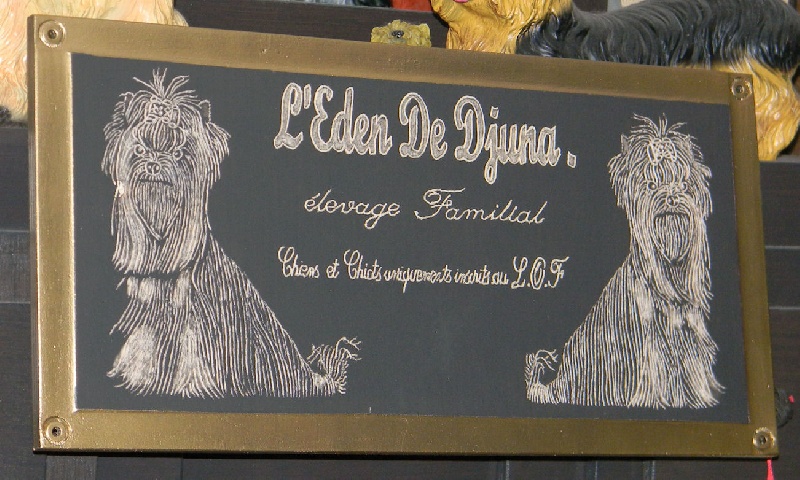 L'Eden De Djuna.
élevage Familial
Chiens et Chiots uniquements inscrits au L.O.F